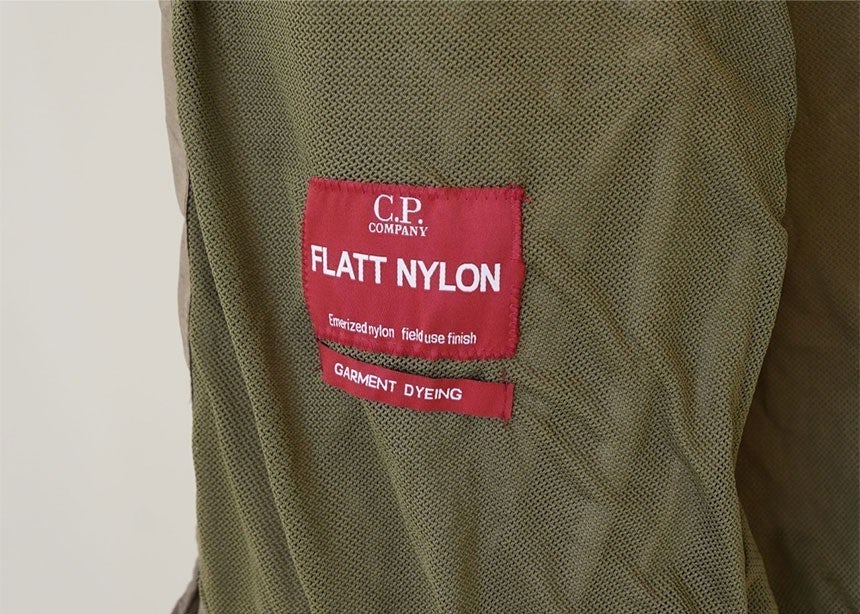 C.P.
COMPANY
FLATT NYLON
Emerized nylon field use finish
GARMENT DYEING